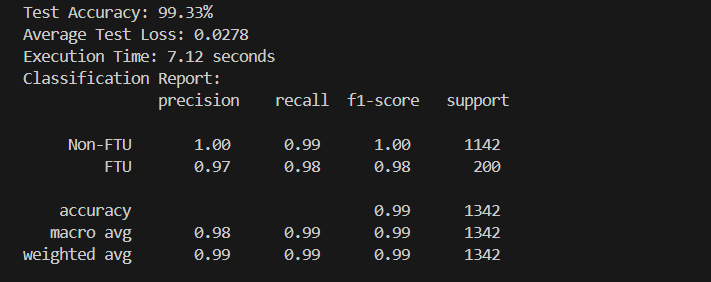 Test Accuracy: 99.33%
Average Test Loss: 0.0278
Execution Time: 7.12 seconds
Classification Report:
precision recall f1-score support
Non-FTU 1.00 0.99 1.00 1142
FTU 0.97 0.98 0.98 200
accuracy 0.99 1342
macro avg 0.98 0.99 0.99 1342
weighted avg 0.99 0.99 0.99 1342